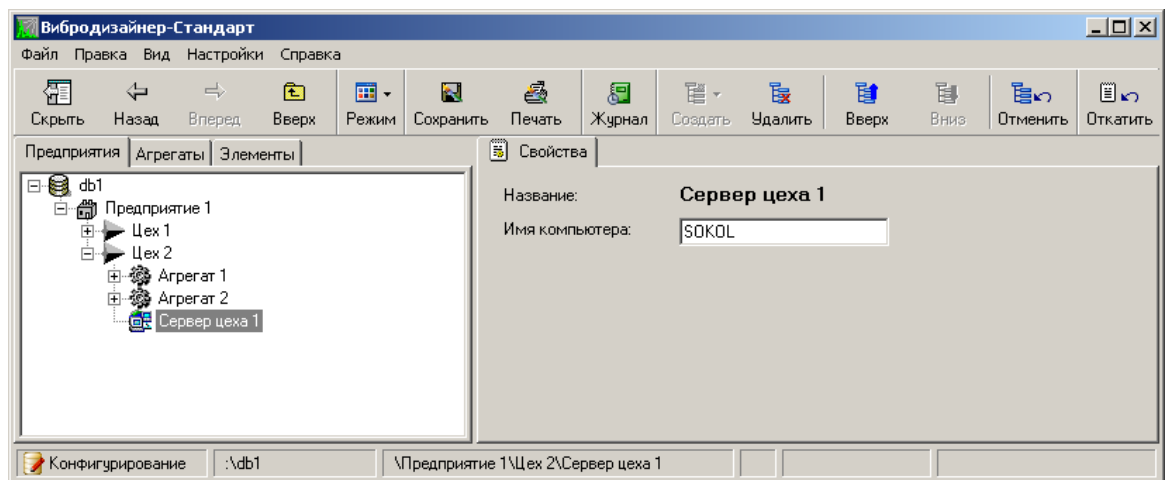 Вибродизайнер-Стандарт
Файл Правка Вид Настройки Справка
Скрыть Назад Вперед Вверх Режим Сохранить Печать Журнал Создать Удалить Вверх Вниз Отменить Откатить
Предприятия Агрегаты Элементы Свойства
db1
Предприятие 1
Цех 1
Цех 2
Агрегат 1
Агрегат 2
Сервер цеха 1
Название: Сервер цеха 1
Имя компьютера: SOKOL
Конфигурирование :\db1 \Предприятие 1\Цех 2\Сервер цеха 1